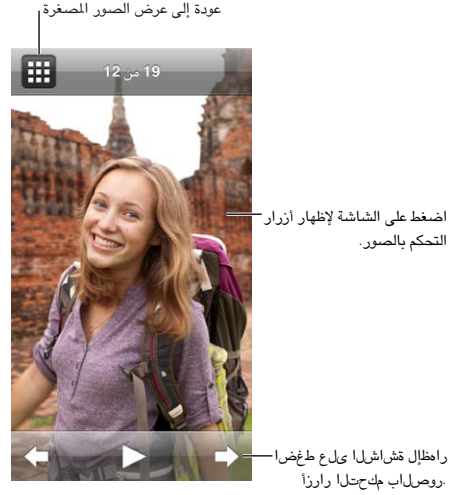 عودة إلى عرض الصور المصغرة
19 من 12
اضغط على الشاشة لإظهار أزرار
التحكم بالصور.
راهظإل ةشاشلا ىلع طغضا
.روصلاب مكحتلا رارزأ